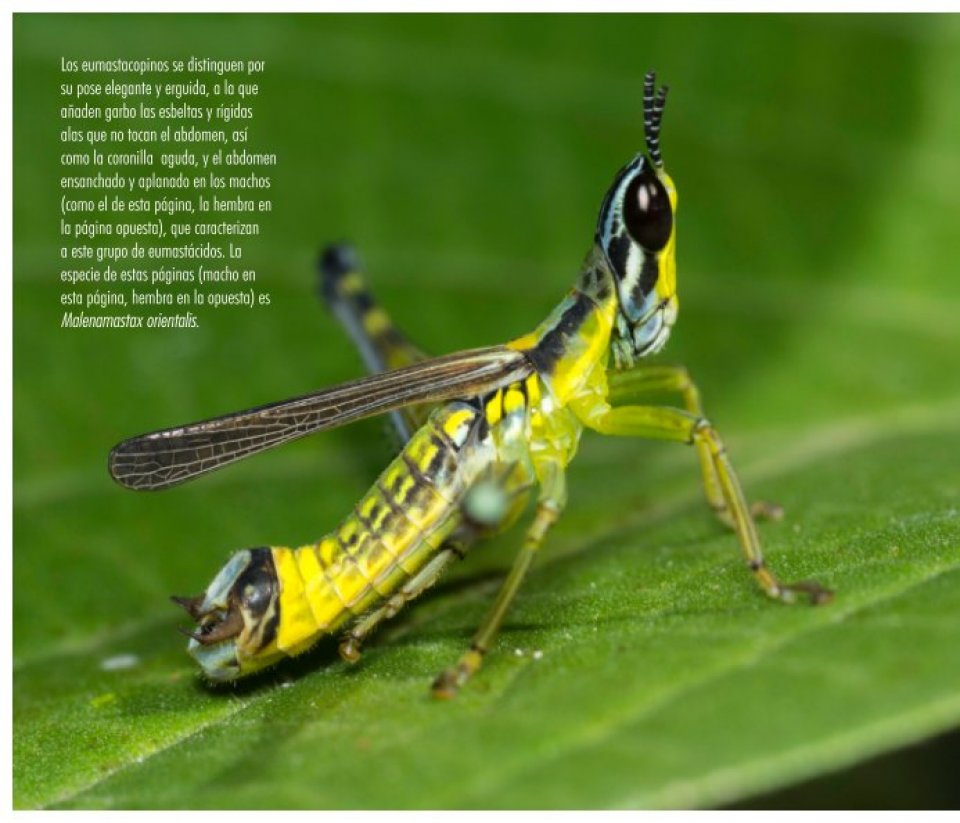 Los eumastacopinos se distinguen por
su pose elegante y erguida, a la que
añaden garbo las esbeltas y rígidas
alas que no tocan el abdomen, así
como la coronilla aguda, y el abdomen
ensanchado y aplanado en los machos
(como el de esta página, la hembra en
la página opuesta), que caracterizan
a este grupo de eumastácidos. La
especie de estas páginas (macho en
esta página, hembra en la opuesta) es
Malenamastax orientalis.